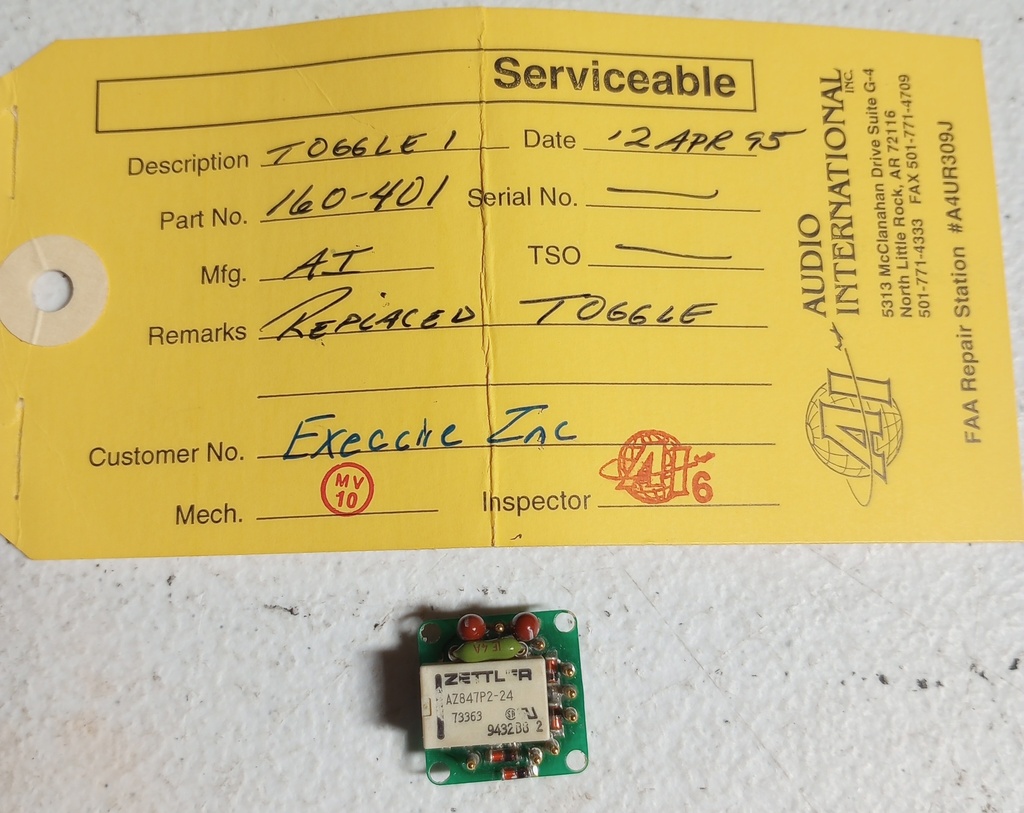 Serviceable
Description TOGGLE 1 Date 12 APR 95
Part No. 160-401 Serial No.
Mfg. AI TSO
Remarks REPLACED TOGGLE
Customer No. Inc
Mech. MV 10 Inspector AI 6
AI AUDIO INTERNATIONAL INC.
5313 McClanahan Drive Suite G-4
North Little Rock, AR 72116
501-771-4333 FAX 501-771-4709
FAA Repair Station #A4UR309J
ZETTLER
AZ847P2-24
73363
9432B8 2